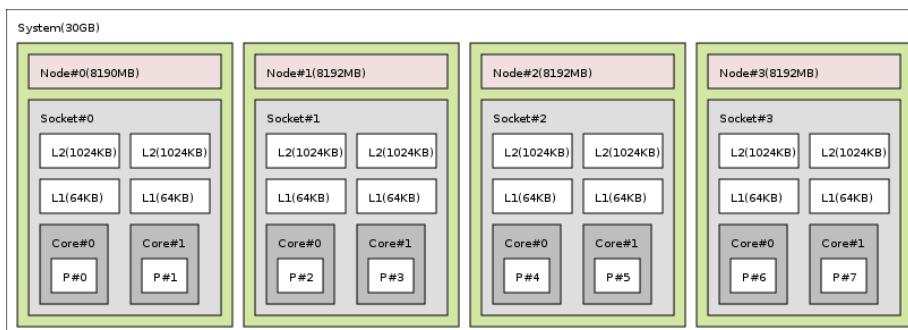 System(30GB)
Node#0(8190MB)
Socket#0
L2(1024KB) L2(1024KB)
L1(64KB) L1(64KB)
Core#0 Core#1
P#0 P#1
Node#1(8192MB)
Socket#1
L2(1024KB) L2(1024KB)
L1(64KB) L1(64KB)
Core#0 Core#1
P#2 P#3
Node#2(8192MB)
Socket#2
L2(1024KB) L2(1024KB)
L1(64KB) L1(64KB)
Core#0 Core#1
P#4 P#5
Node#3(8192MB)
Socket#3
L2(1024KB) L2(1024KB)
L1(64KB) L1(64KB)
Core#0 Core#1
P#6 P#7